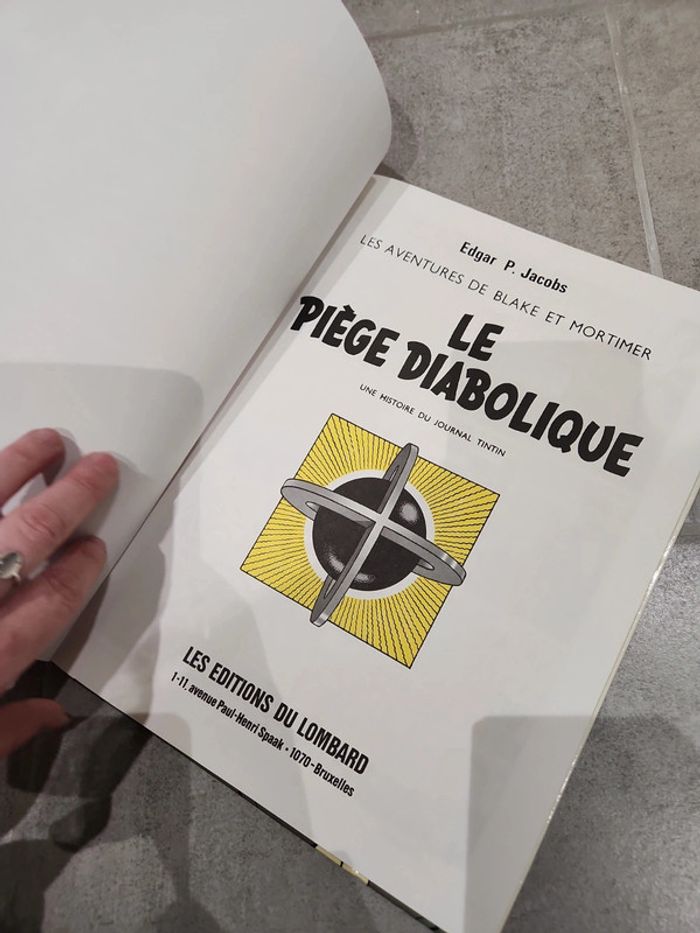 Edgar P. Jacobs
LES AVENTURES DE BLAKE ET MORTIMER
LE
PIÈGE DIABOLIQUE
UNE HISTOIRE DU JOURNAL TINTIN
LES EDITIONS DU LOMBARD
1-11, avenue Paul-Henri Spaak - 1070-Bruxelles